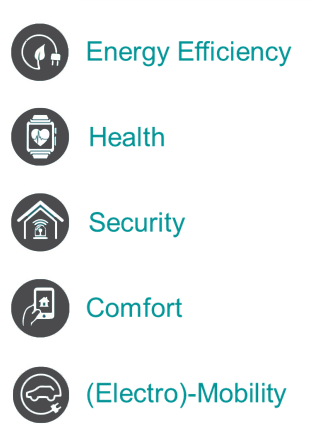 Energy Efficiency
Health
Security
Comfort
(Electro)-Mobility